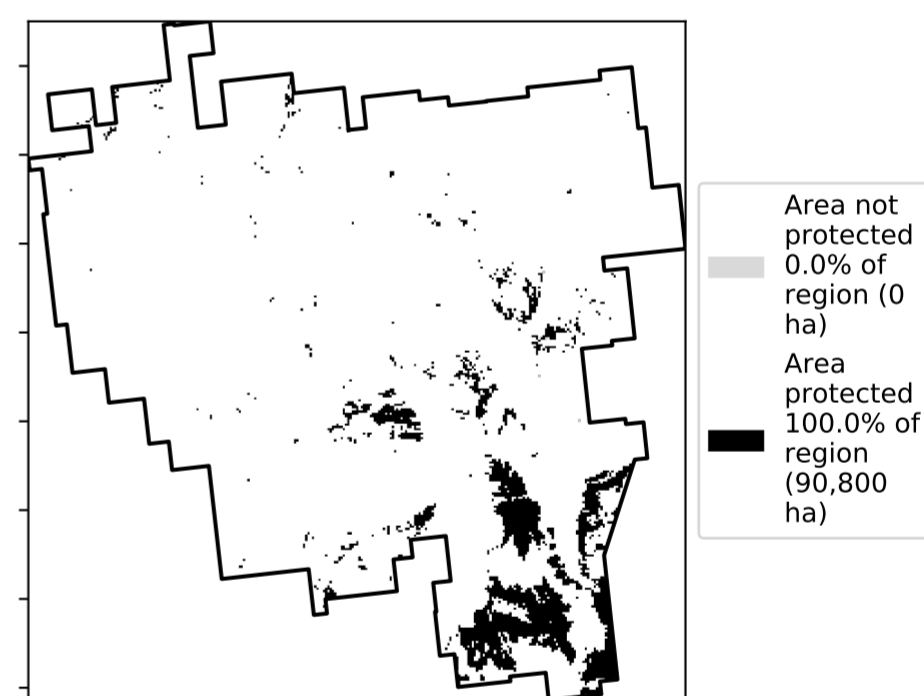 Area not
protected
0.0% of
region (0
ha)
Area
protected
100.0% of
region
(90,800
ha)